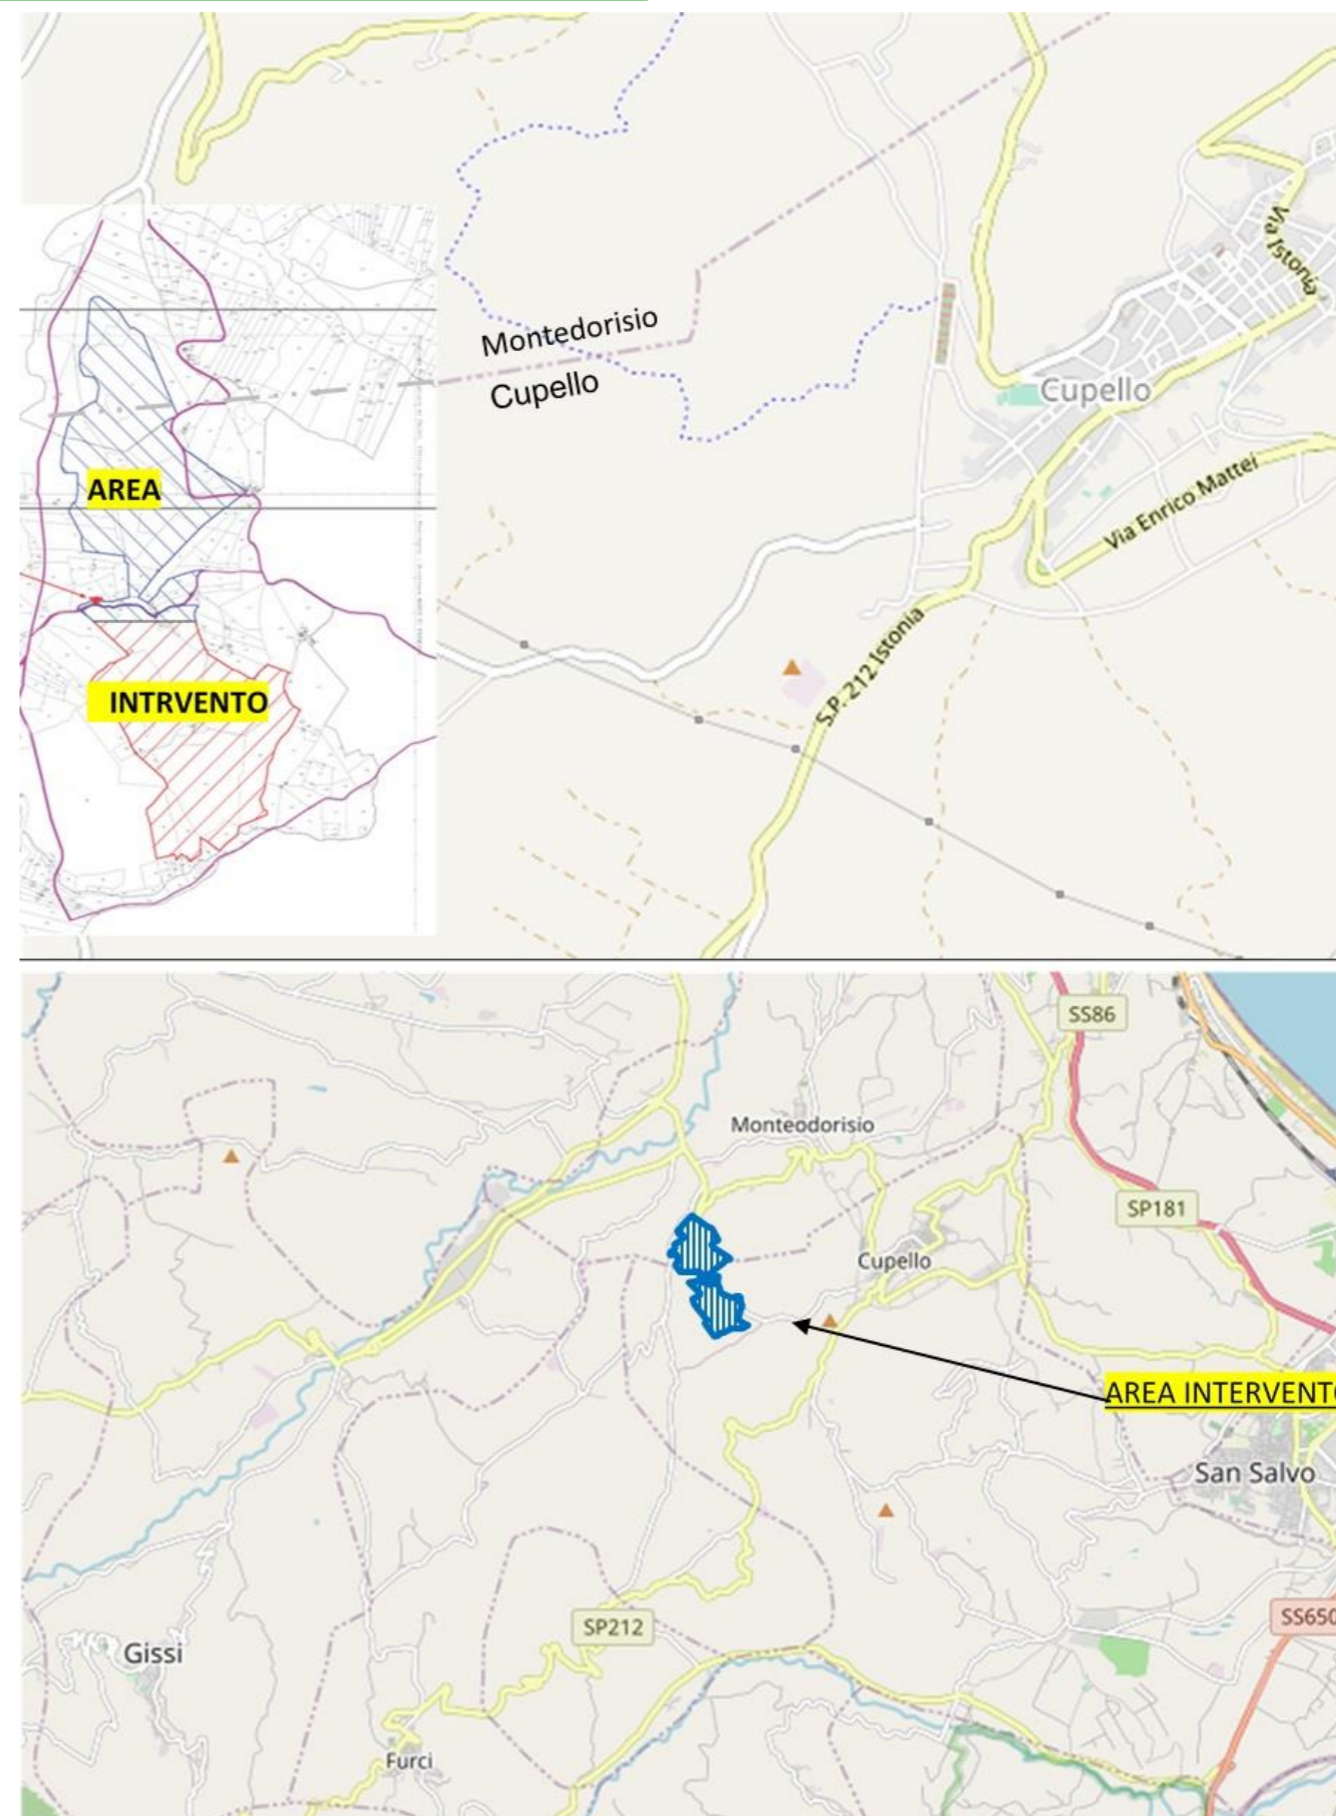 Via Istonia
Montedorisio
Cupello
Cupello
AREA
Via Enrico Mattei
S.P. 212 Istonia
INTRVENTO
SS86
Monteodorisio
SP181
Cupello
AREA INTERVENTO
San Salvo
SS650
SP212
Gissi
Furci